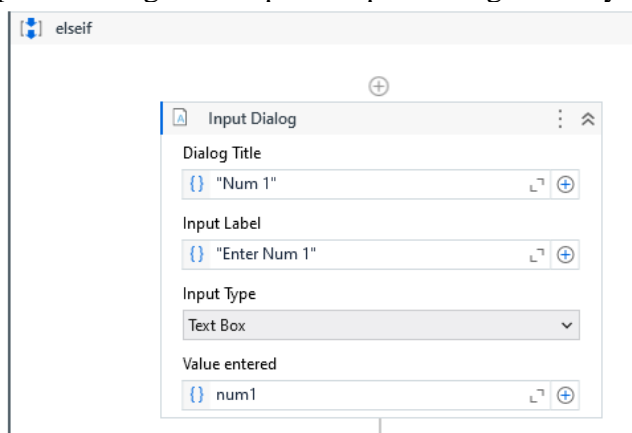 elseif
Input Dialog
Dialog Title
{} "Num 1"
Input Label
{} "Enter Num 1"
Input Type
Text Box
Value entered
{} num1